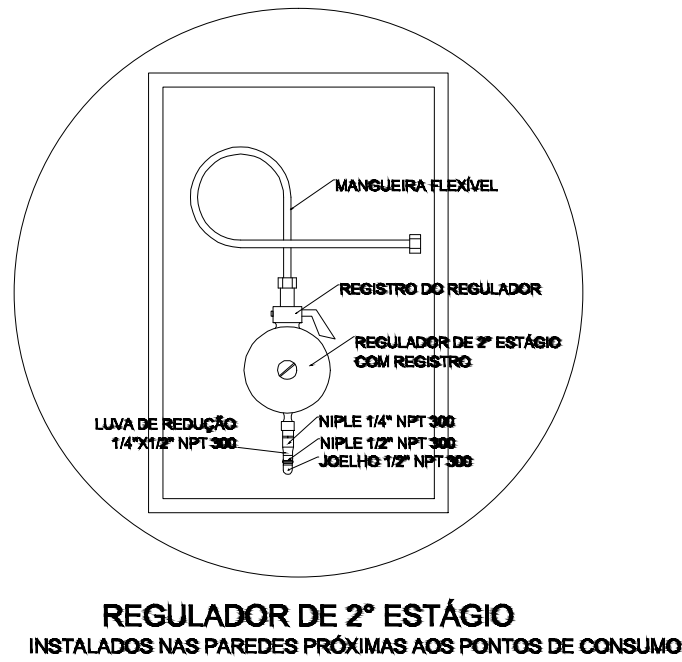 MANGUEIRA FLEXÍVEL
REGISTRO DO REGULADOR
REGULADOR DE 2º ESTÁGIO
COM REGISTRO
LUVA DE REDUÇÃO
1/4"X1/2" NPT 300
NIPLE 1/4" NPT 300
NIPLE 1/2" NPT 300
JOELHO 1/2" NPT 300
REGULADOR DE 2º ESTÁGIO
INSTALADOS NAS PAREDES PRÓXIMAS AOS PONTOS DE CONSUMO